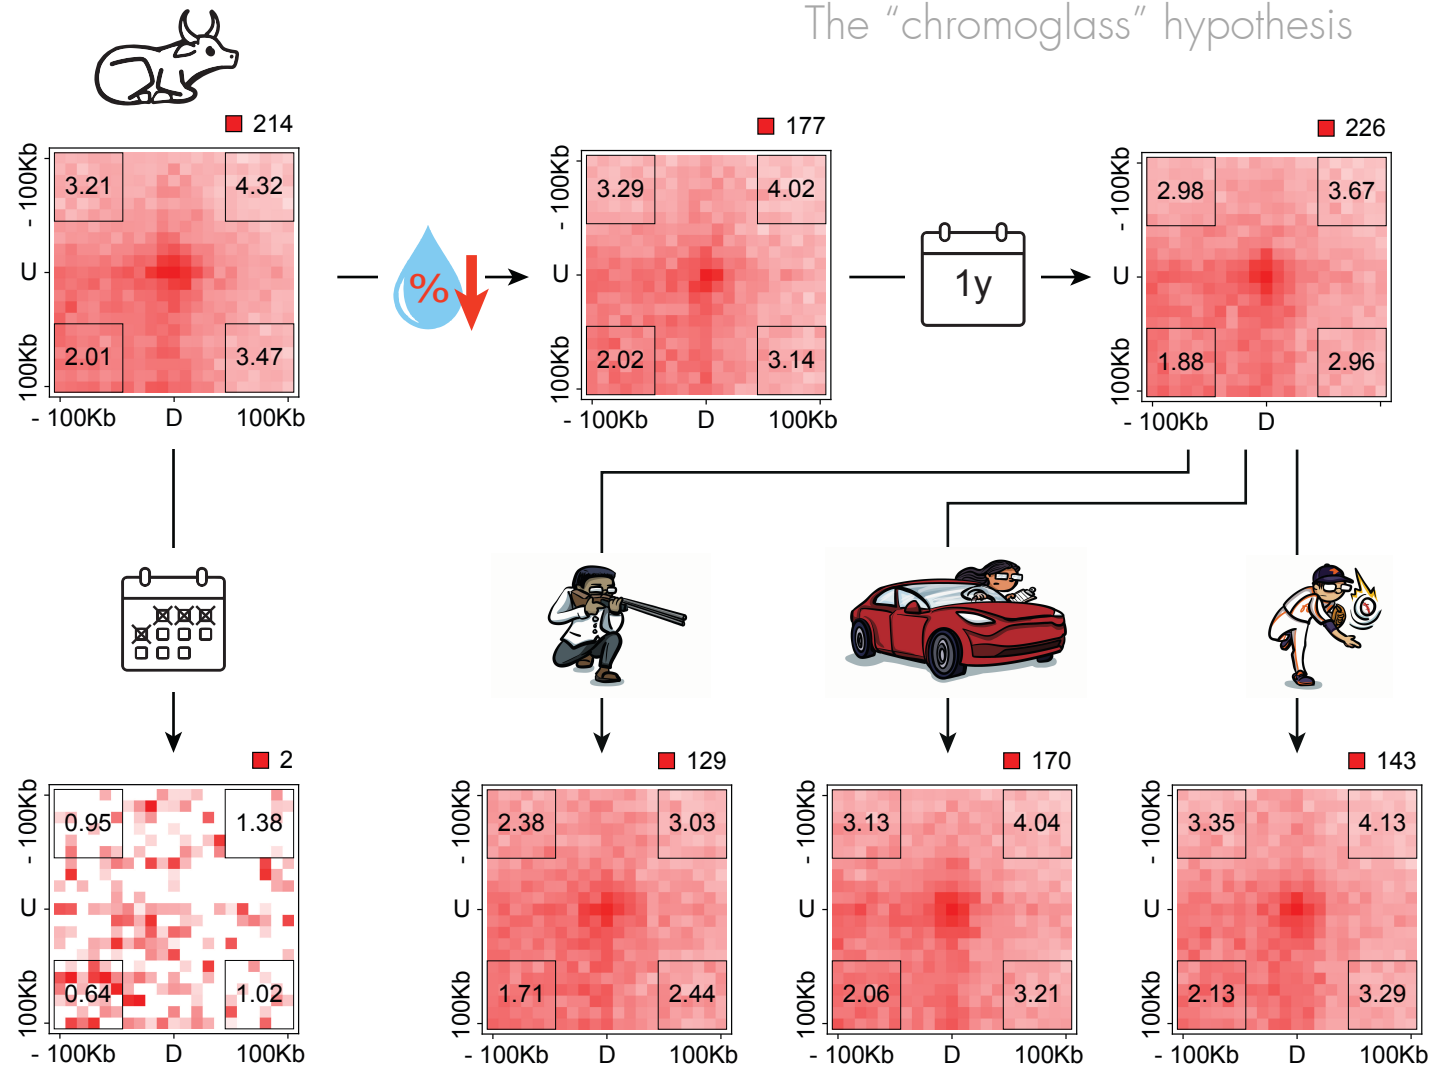 The “chromoglass” hypothesis
214
- 100Kb
U
100Kb
3.21
4.32
2.01
3.47
- 100Kb D 100Kb
%
177
- 100Kb
U
100Kb
3.29
4.02
2.02
3.14
- 100Kb D 100Kb
1y
226
- 100Kb
U
100Kb
2.98
3.67
1.88
2.96
- 100Kb D
2
- 100Kb
U
100Kb
0.95
1.38
0.64
1.02
- 100Kb D 100Kb
129
- 100Kb
U
100Kb
2.38
3.03
1.71
2.44
- 100Kb D 100Kb
170
- 100Kb
U
100Kb
3.13
4.04
2.06
3.21
- 100Kb D 100Kb
143
- 100Kb
U
100Kb
3.35
4.13
2.13
3.29
- 100Kb D 100Kb